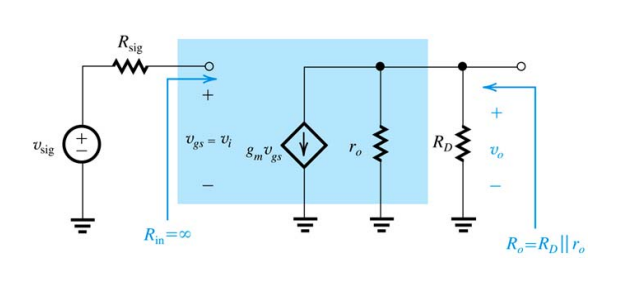 R_sig
+
v_gs = v_i
−
+
−
v_sig
g_m v_gs
r_o
R_D
+
v_o
−
R_in = ∞
R_o = R_D || r_o